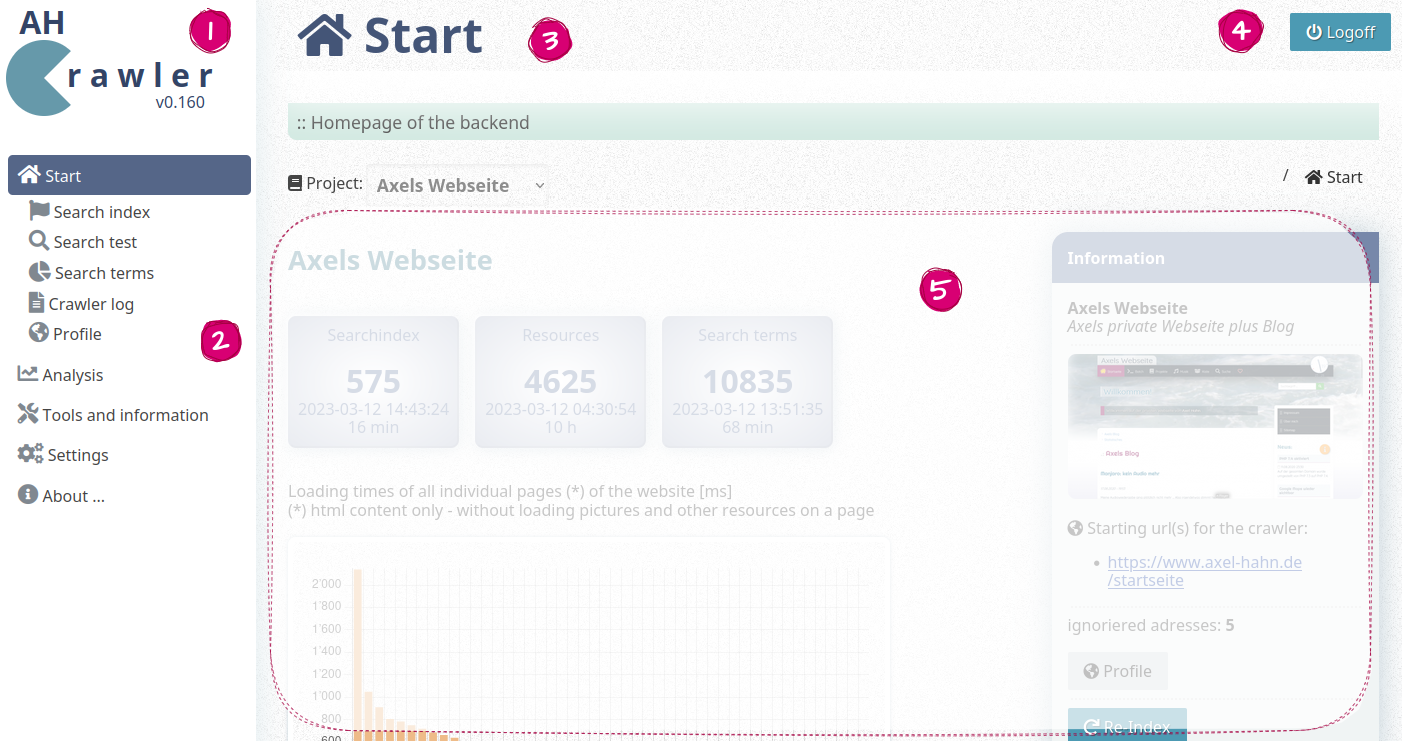 AH
Crawler
v0.160
1
Start
3
4
Logoff
:: Homepage of the backend
Project: Axels Webseite
/ Start
Start
Search index
Search test
Search terms
Crawler log
Profile
2
Analysis
Tools and information
Settings
About ...
Axels Webseite
5
Searchindex
575
2023-03-12 14:43:24
16 min
Resources
4625
2023-03-12 04:30:54
10 h
Search terms
10835
2023-03-12 13:51:35
68 min
Loading times of all individual pages (*) of the website [ms]
(*) html content only - without loading pictures and other resources on a page
2'000
1'800
1'600
1'400
1'200
1'000
800
600
Information
Axels Webseite
Axels private Webseite plus Blog
Axels Webseite
Axels Blog
Starting url(s) for the crawler:
https://www.axel-hahn.de
/startseite
ignoriered adresses: 5
Profile
Re-Index